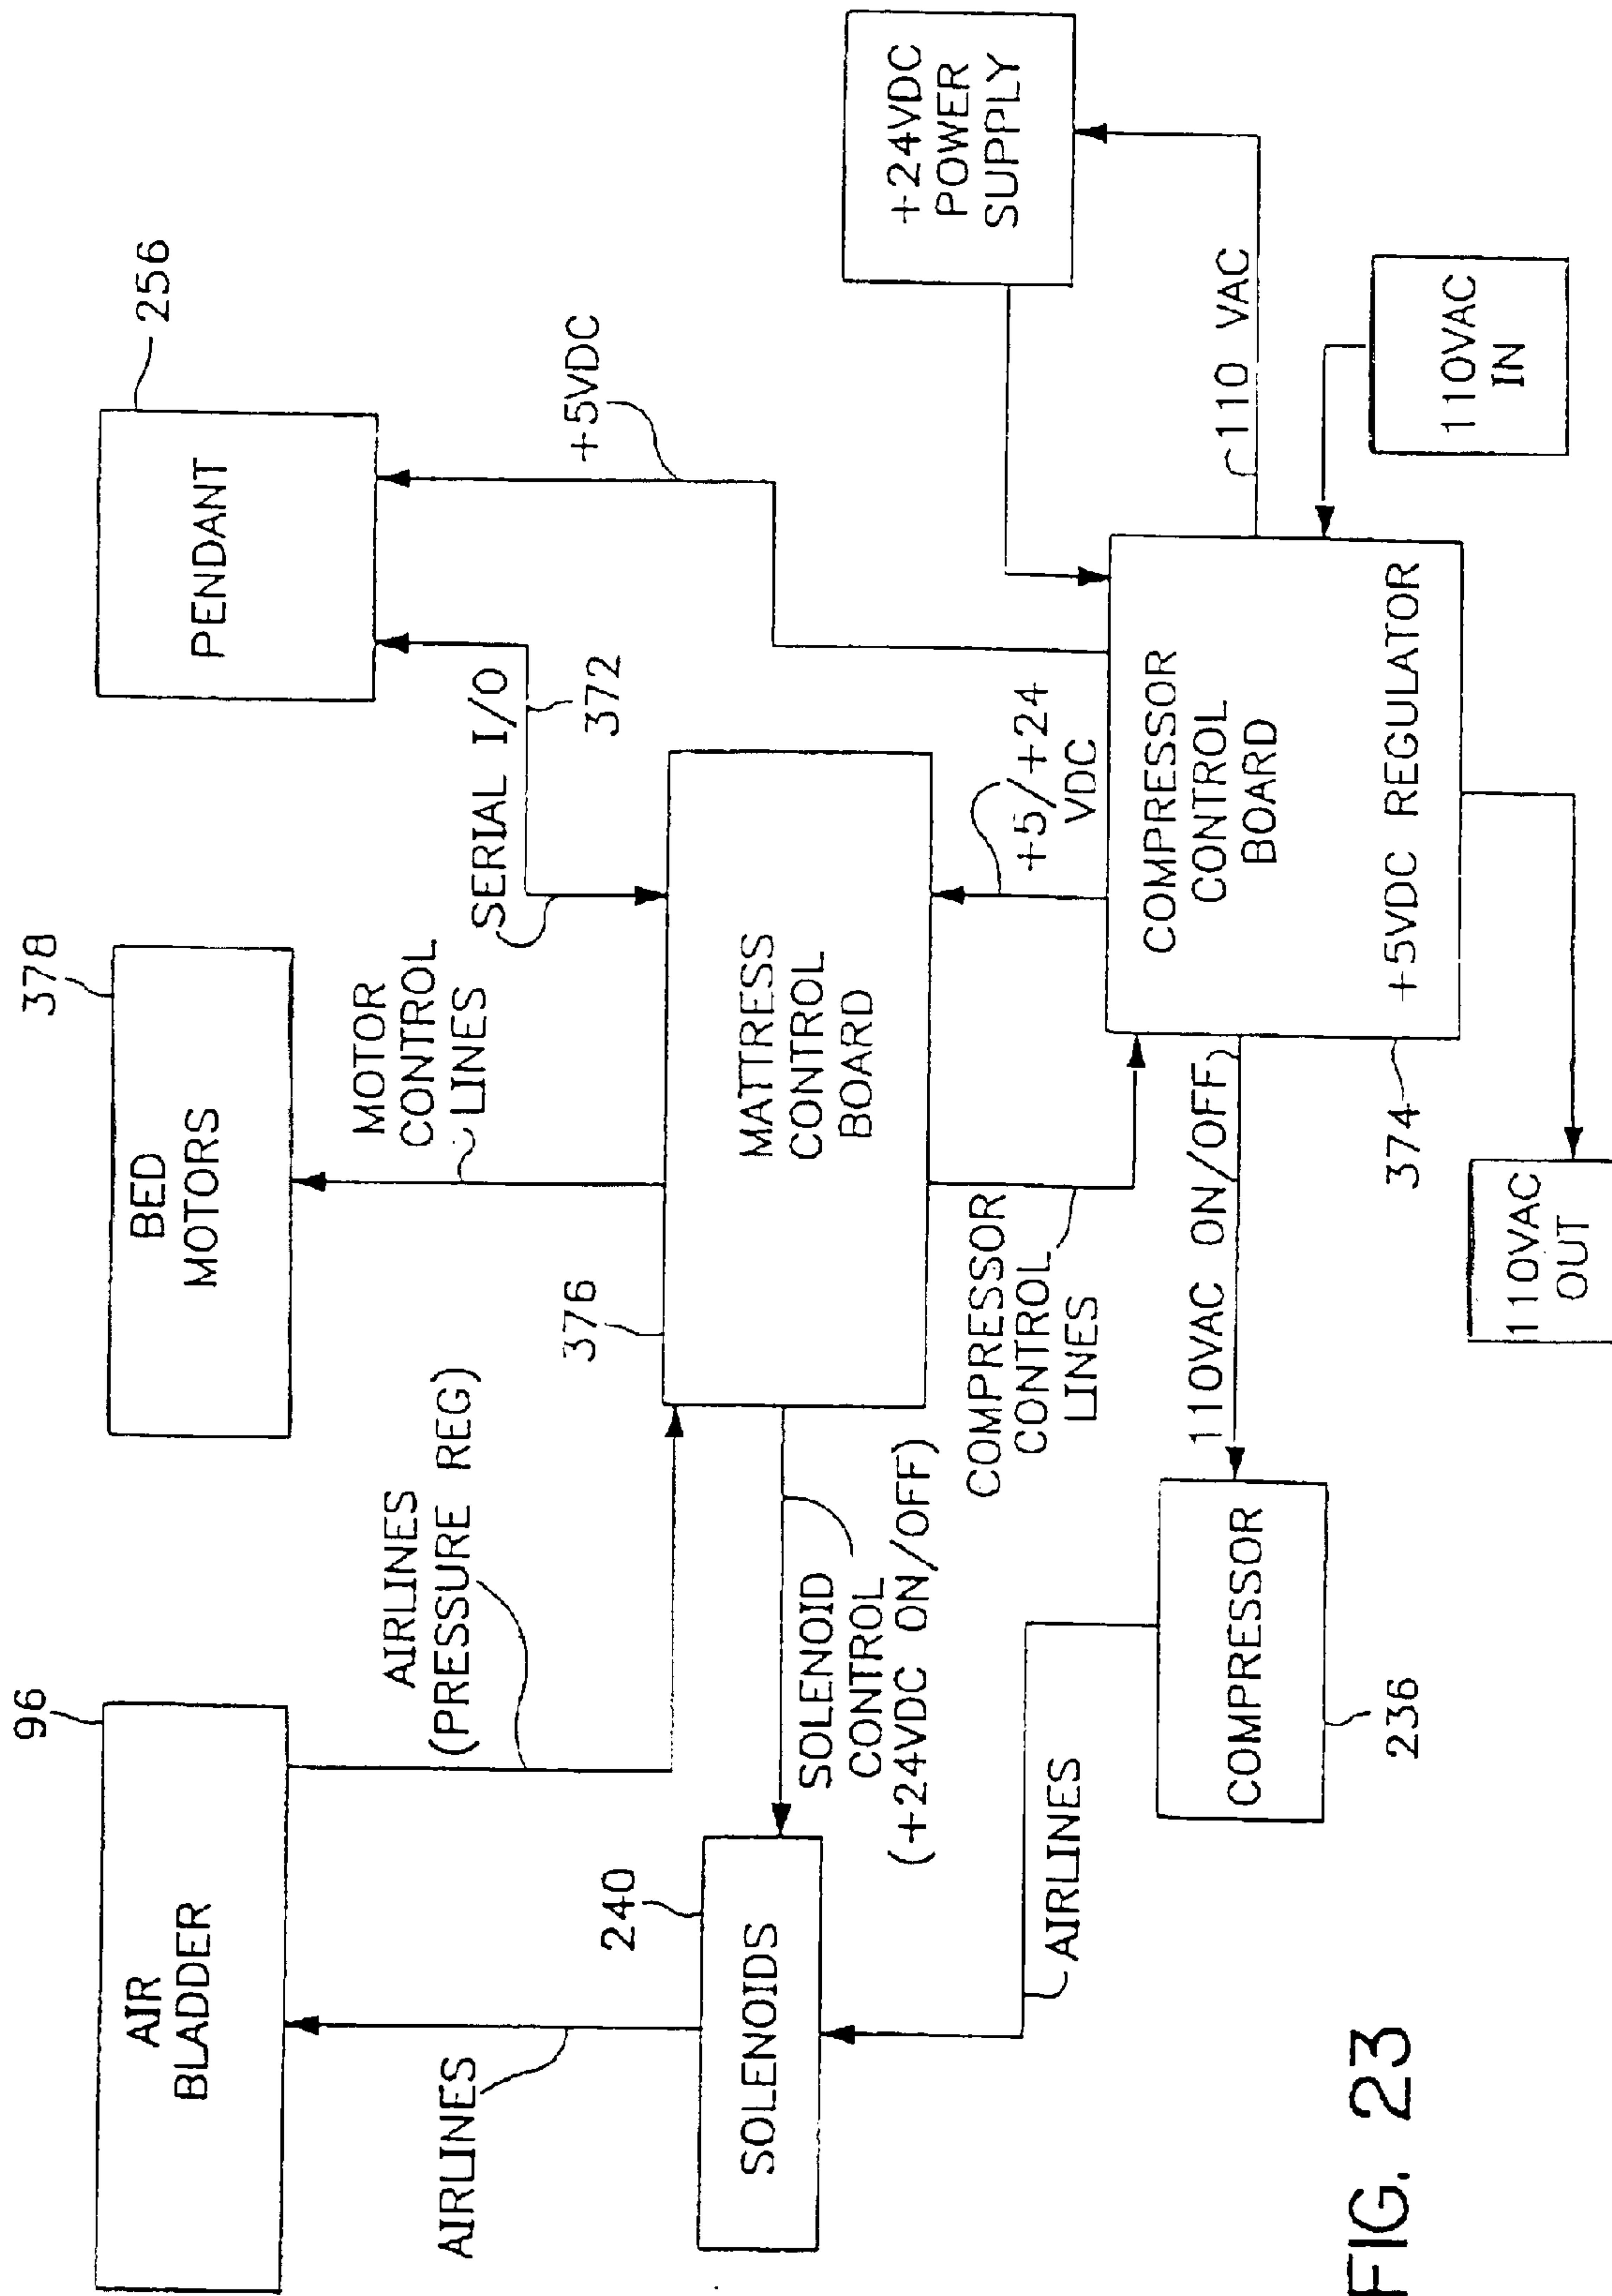 96
AIR
BLADDER
AIRLINES
(PRESSURE REG)
AIRLINES
378
BED
MOTORS
MOTOR
CONTROL
LINES
256
PENDANT
SERIAL I/O
372
+5VDC
240
SOLENOIDS
SOLENOID
CONTROL
(+24VDC ON/OFF)
376
MATTRESS
CONTROL
BOARD
+24VDC
POWER
SUPPLY
AIRLINES
COMPRESSOR
CONTROL
LINES
+5/+24
VDC
110 VAC
COMPRESSOR
236
110VAC ON/OFF
COMPRESSOR
CONTROL
BOARD
+5VDC REGULATOR
374
110VAC
IN
110VAC
OUT
FIG. 23